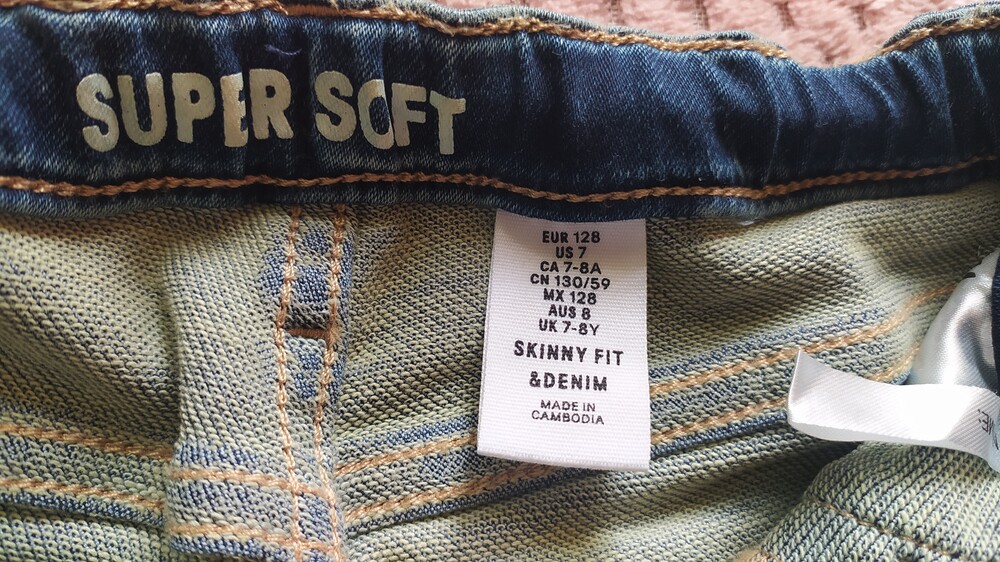 SUPER SOFT
EUR 128
US 7
CA 7-8A
CN 130/59
MX 128
AUS 8
UK 7-8Y
SKINNY FIT
&DENIM
MADE IN
CAMBODIA